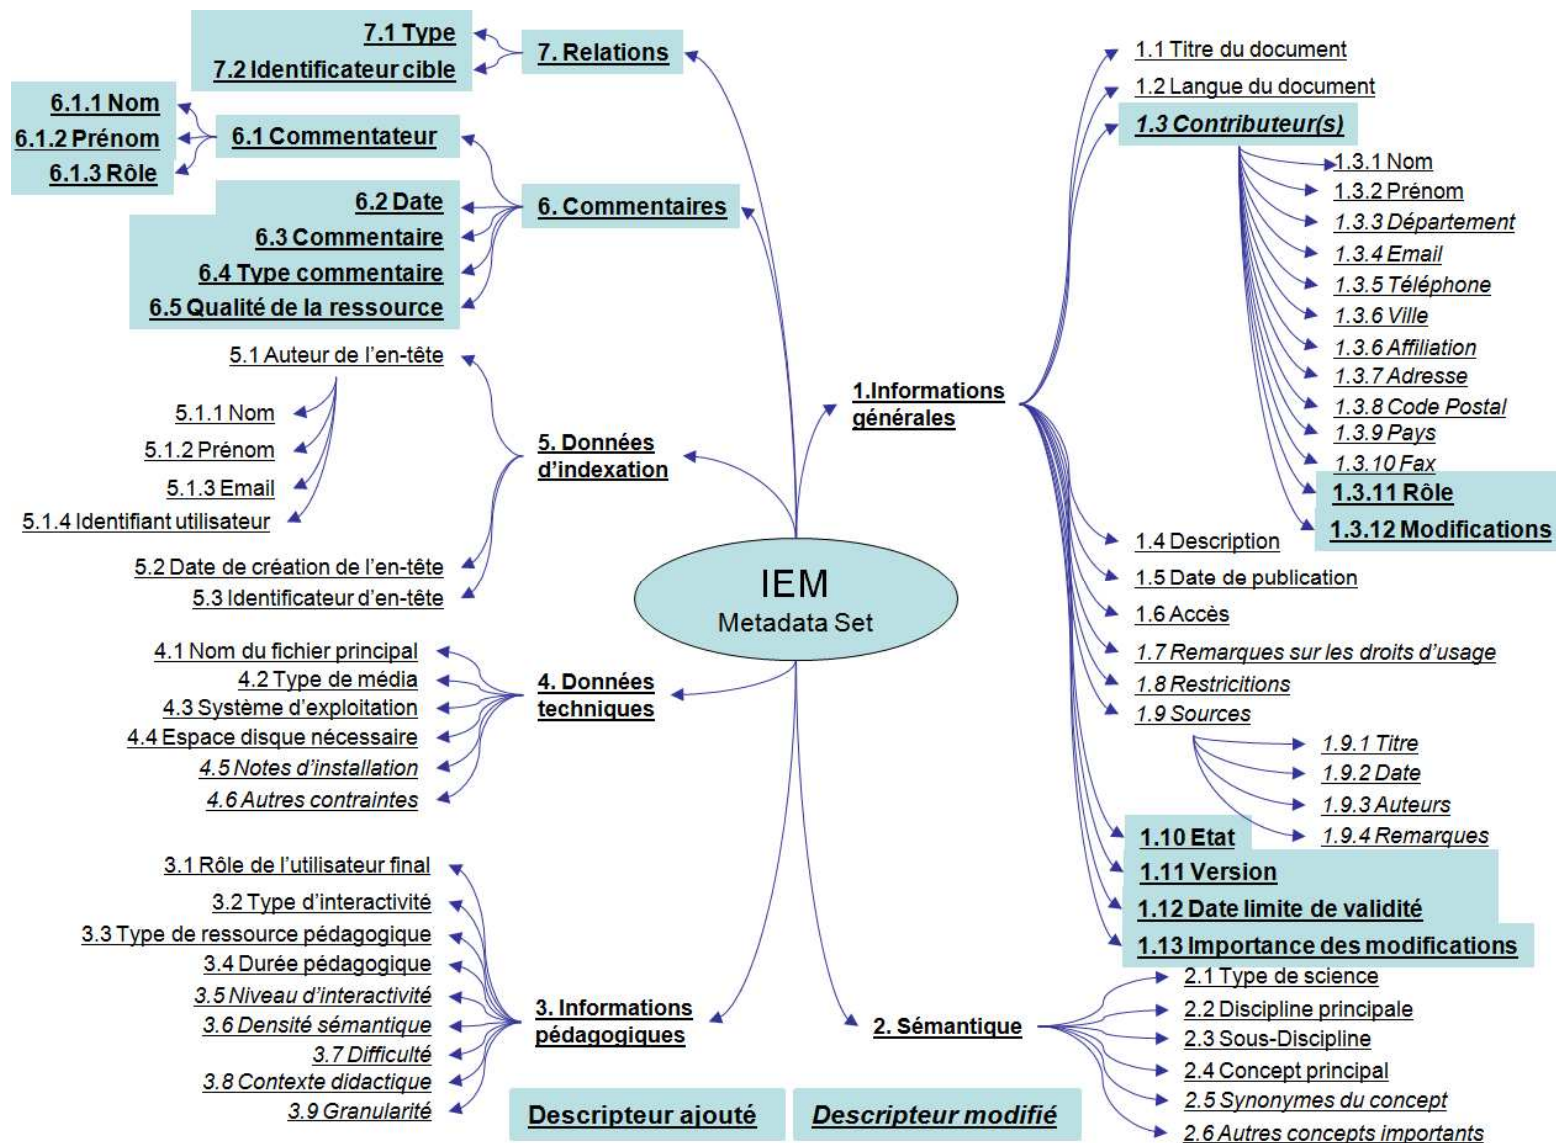 IEM
Metadata Set
1.Informations
générales
1.1 Titre du document
1.2 Langue du document
1.3 Contributeur(s)
1.3.1 Nom
1.3.2 Prénom
1.3.3 Département
1.3.4 Email
1.3.5 Téléphone
1.3.6 Ville
1.3.6 Affiliation
1.3.7 Adresse
1.3.8 Code Postal
1.3.9 Pays
1.3.10 Fax
1.3.11 Rôle
1.3.12 Modifications
1.4 Description
1.5 Date de publication
1.6 Accès
1.7 Remarques sur les droits d'usage
1.8 Restricitions
1.9 Sources
1.9.1 Titre
1.9.2 Date
1.9.3 Auteurs
1.9.4 Remarques
1.10 Etat
1.11 Version
1.12 Date limite de validité
1.13 Importance des modifications
2. Sémantique
2.1 Type de science
2.2 Discipline principale
2.3 Sous-Discipline
2.4 Concept principal
2.5 Synonymes du concept
2.6 Autres concepts importants
3. Informations
pédagogiques
3.1 Rôle de l'utilisateur final
3.2 Type d'interactivité
3.3 Type de ressource pédagogique
3.4 Durée pédagogique
3.5 Niveau d'interactivité
3.6 Densité sémantique
3.7 Difficulté
3.8 Contexte didactique
3.9 Granularité
4. Données
techniques
4.1 Nom du fichier principal
4.2 Type de média
4.3 Système d'exploitation
4.4 Espace disque nécessaire
4.5 Notes d'installation
4.6 Autres contraintes
5. Données
d'indexation
5.1 Auteur de l'en-tête
5.1.1 Nom
5.1.2 Prénom
5.1.3 Email
5.1.4 Identifiant utilisateur
5.2 Date de création de l'en-tête
5.3 Identificateur d'en-tête
6. Commentaires
6.1 Commentateur
6.1.1 Nom
6.1.2 Prénom
6.1.3 Rôle
6.2 Date
6.3 Commentaire
6.4 Type commentaire
6.5 Qualité de la ressource
7. Relations
7.1 Type
7.2 Identificateur cible
Descripteur ajouté
Descripteur modifié